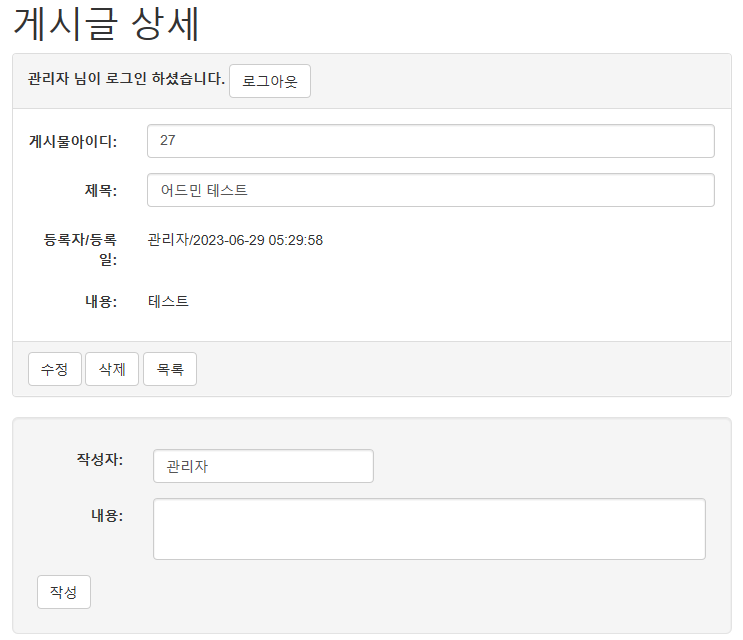 게시글 상세
관리자 님이 로그인 하셨습니다. 로그아웃
게시물아이디: 27
제목: 어드민 테스트
등록자/등록 관리자/2023-06-29 05:29:58
일:
내용: 테스트
수정 삭제 목록
작성자: 관리자
내용:
작성